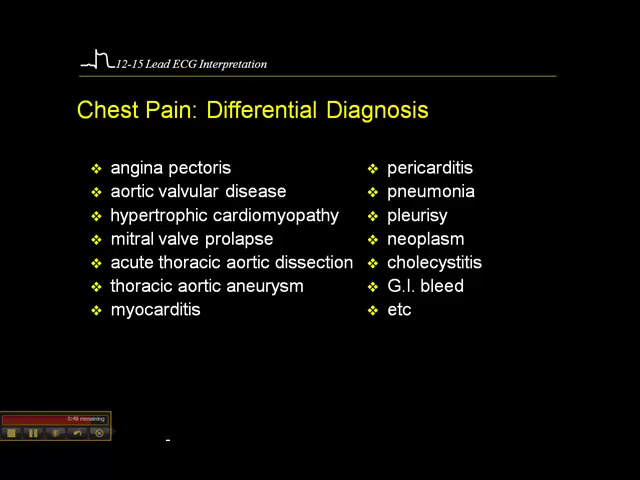 12-15 Lead ECG Interpretation
Chest Pain: Differential Diagnosis
angina pectoris
aortic valvular disease
hypertrophic cardiomyopathy
mitral valve prolapse
acute thoracic aortic dissection
thoracic aortic aneurysm
myocarditis
pericarditis
pneumonia
pleurisy
neoplasm
cholecystitis
G.I. bleed
etc
remaining